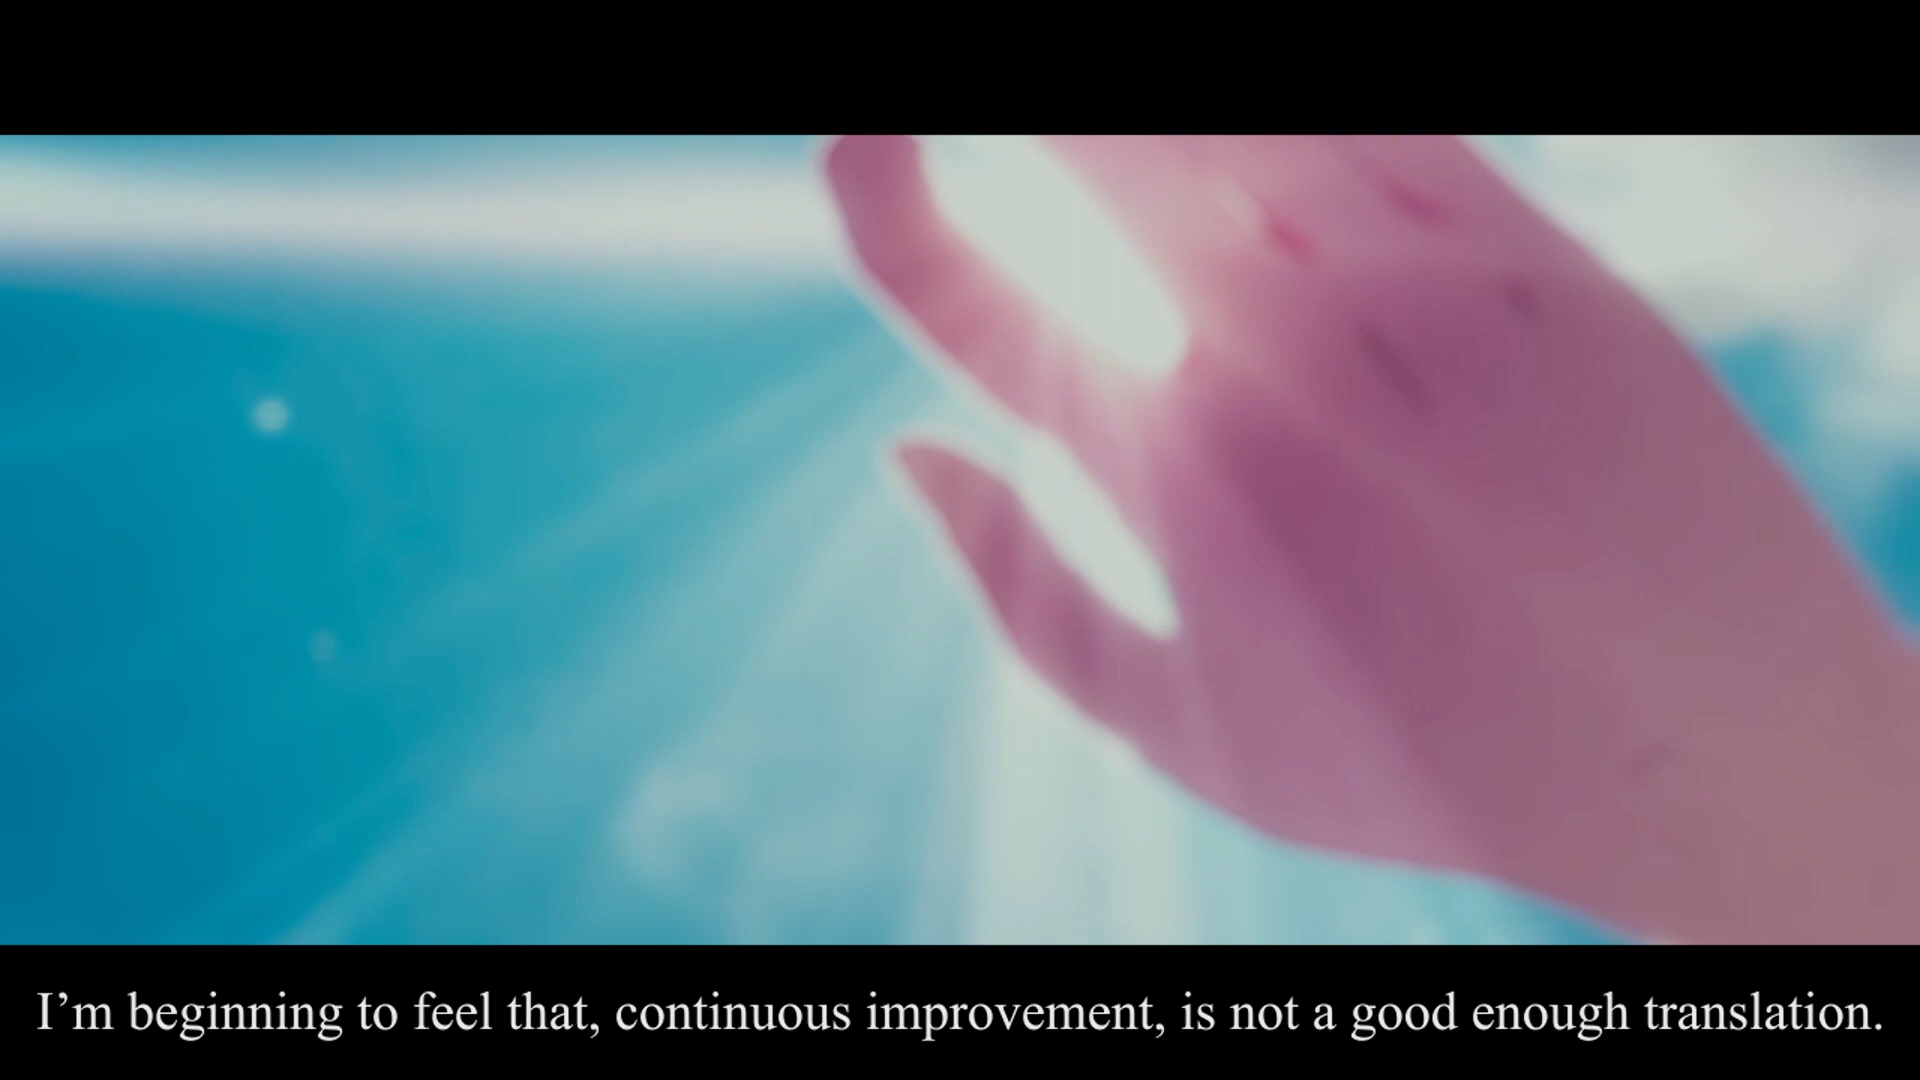 I’m beginning to feel that, continuous improvement, is not a good enough translation.